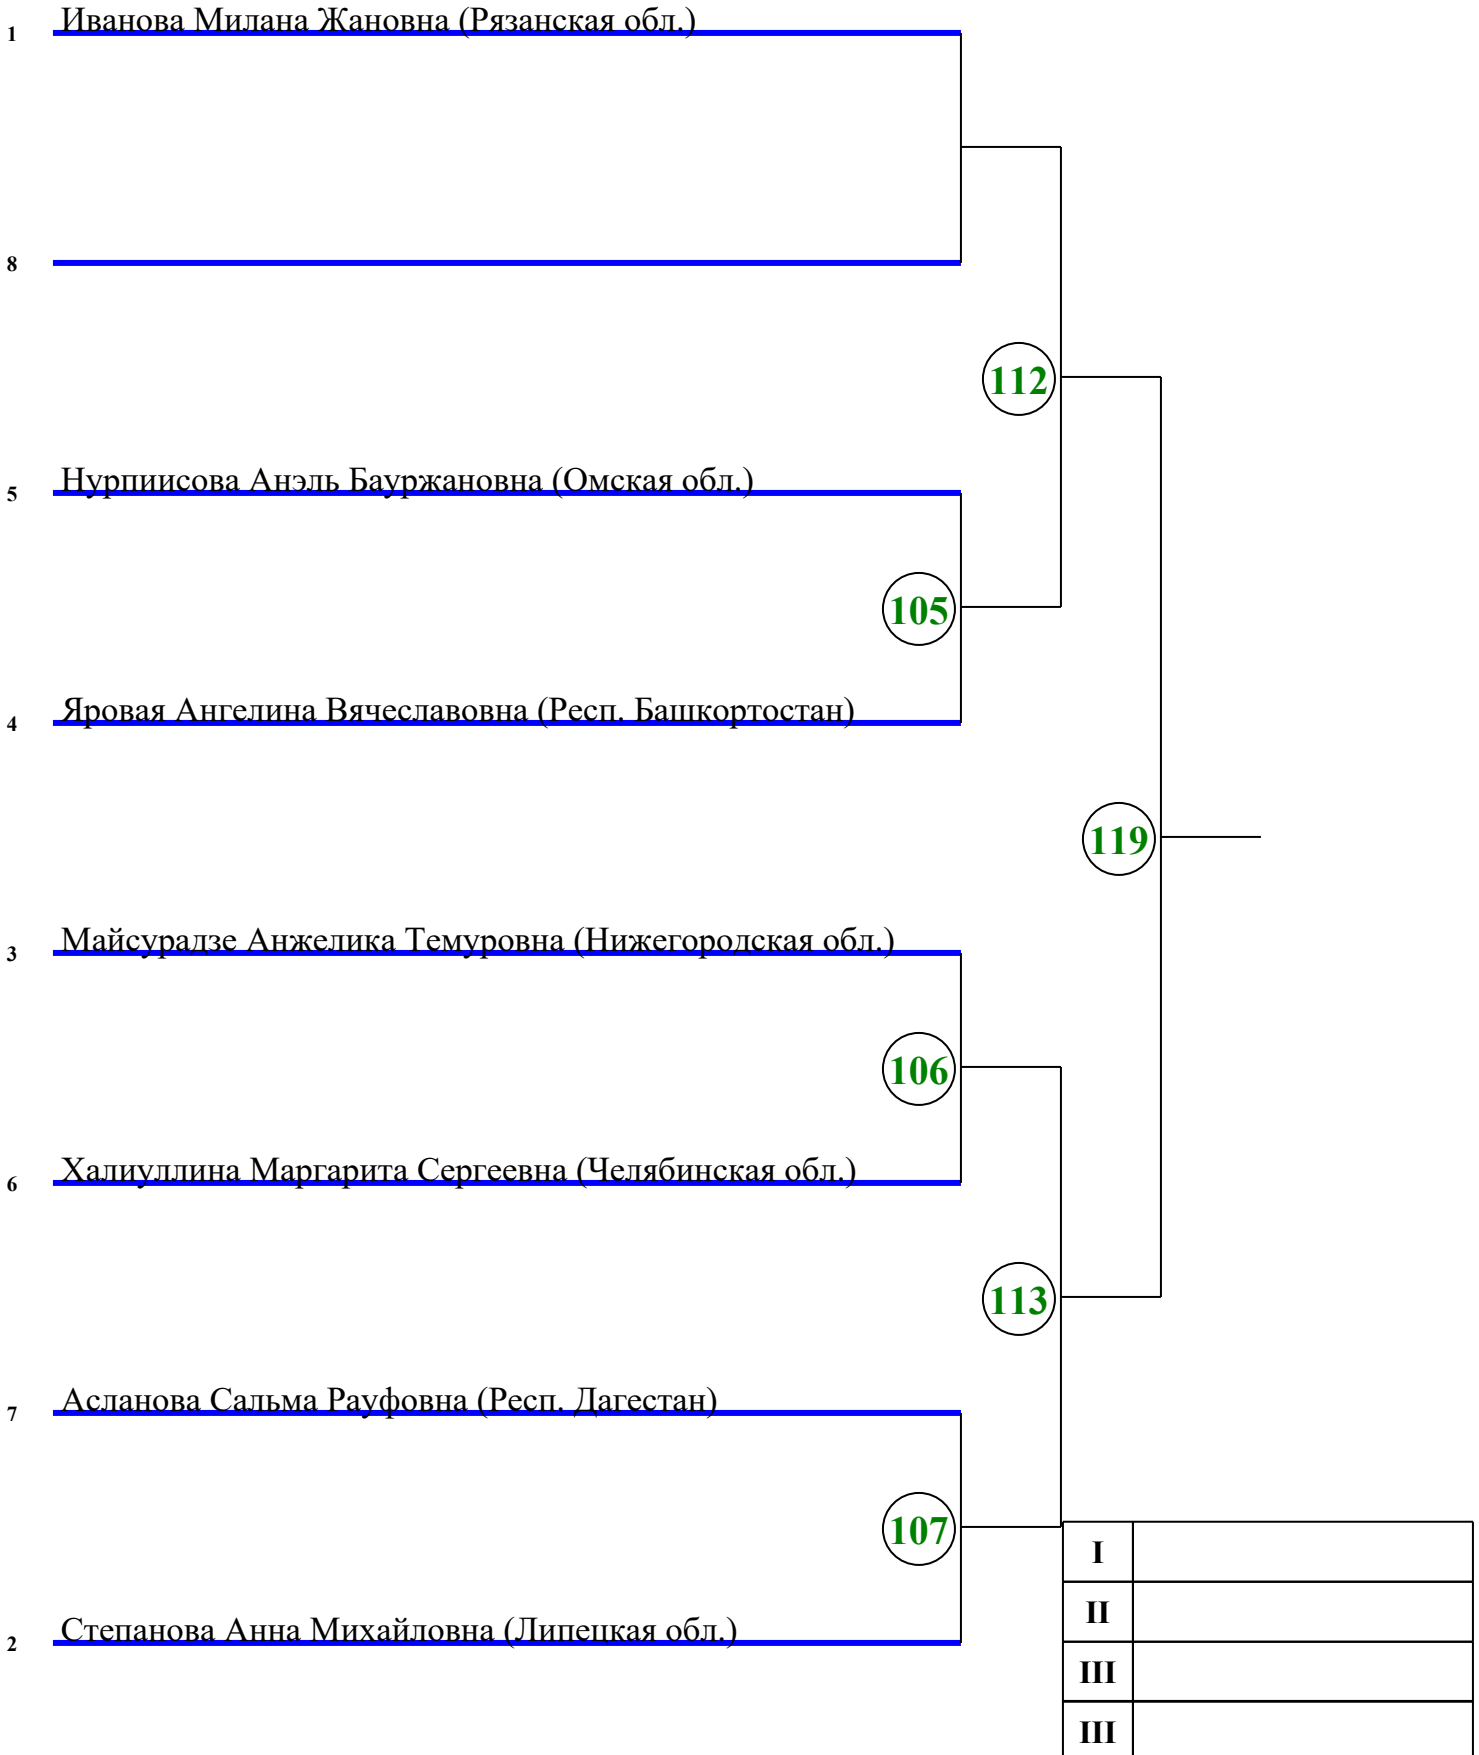 1 Иванова Милана Жановна (Рязанская обл.)
8
112
5 Нурпиисова Анэль Бауржановна (Омская обл.)
105
4 Яровая Ангелина Вячеславовна (Респ. Башкортостан)
119
3 Майсурадзе Анжелика Темуровна (Нижегородская обл.)
106
6 Халиуллина Маргарита Сергеевна (Челябинская обл.)
113
7 Асланова Сальма Рауфовна (Респ. Дагестан)
107
I
II
2 Степанова Анна Михайловна (Липецкая обл.)
III
III